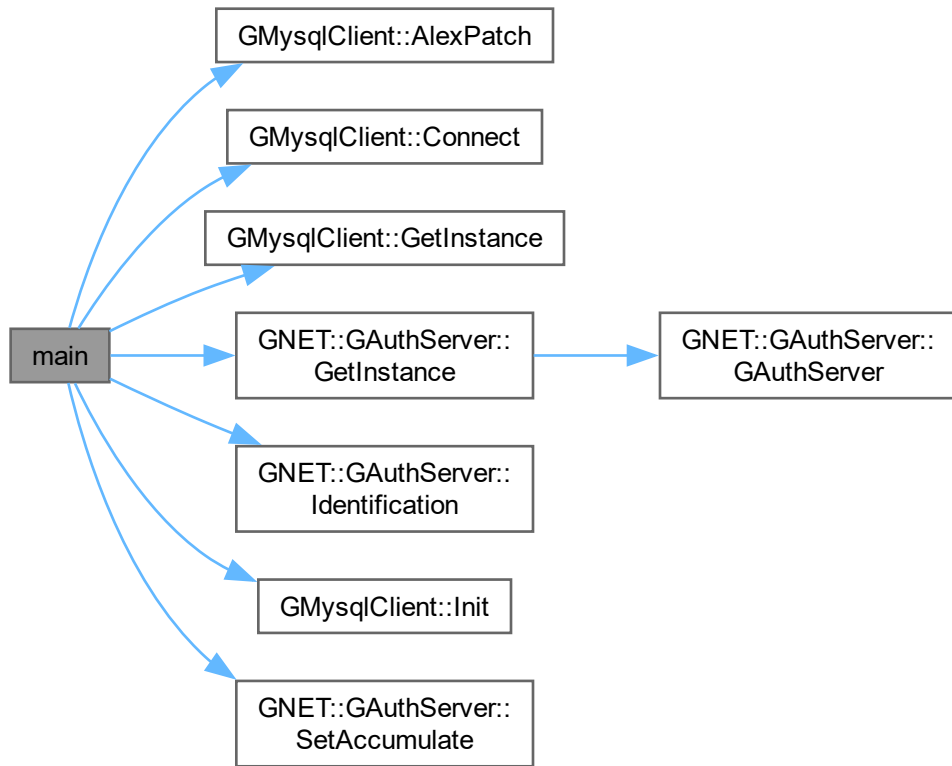 GMysqlClient::AlexPatch
GMysqlClient::Connect
GMysqlClient::GetInstance
main
GNET::GAuthServer::
GetInstance
GNET::GAuthServer::
GAuthServer
GNET::GAuthServer::
Identification
GMysqlClient::Init
GNET::GAuthServer::
SetAccumulate